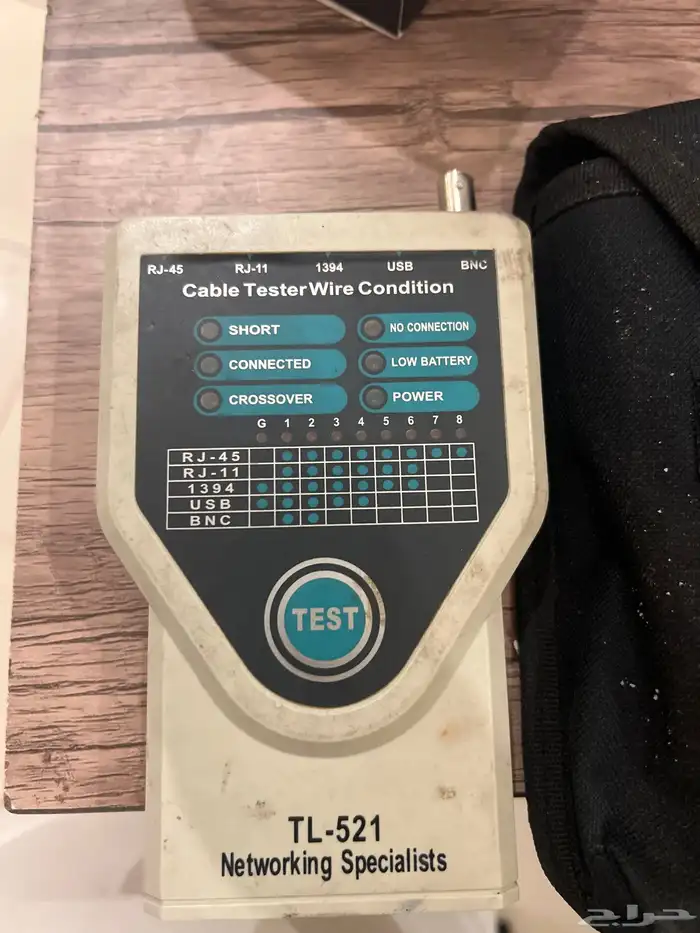 RJ-45 RJ-11 1394 USB BNC
Cable Tester Wire Condition
SHORT NO CONNECTION
CONNECTED LOW BATTERY
CROSSOVER POWER
G 1 2 3 4 5 6 7 8
RJ-45
RJ-11
1394
USB
BNC
TEST
TL-521
Networking Specialists
حراج